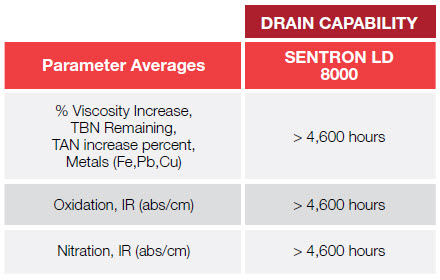 DRAIN CAPABILITY
Parameter Averages
SENTRON LD
8000
% Viscosity Increase,
TBN Remaining,
TAN increase percent,
Metals (Fe,Pb,Cu)
> 4,600 hours
Oxidation, IR (abs/cm)
> 4,600 hours
Nitration, IR (abs/cm)
> 4,600 hours